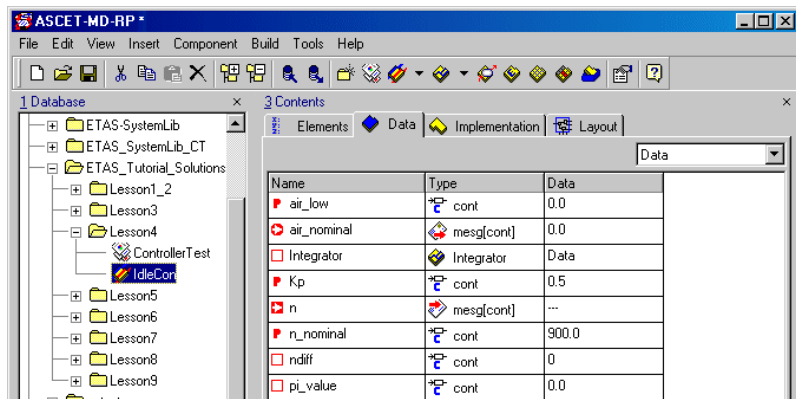 ASCET-MD-RP *
File Edit View Insert Component Build Tools Help
1 Database
3 Contents
ETAS-SystemLib
ETAS_SystemLib_CT
ETAS_Tutorial_Solutions
Lesson1_2
Lesson3
Lesson4
ControllerTest
IdleCon
Lesson5
Lesson6
Lesson7
Lesson8
Lesson9
Elements Data Implementation Layout
Data
Name Type Data
P air_low cont 0.0
air_nominal mesg[cont] 0.0
Integrator Integrator Data
P Kp cont 0.5
n mesg[cont] ---
P n_nominal cont 900.0
ndiff cont 0
pi_value cont 0.0